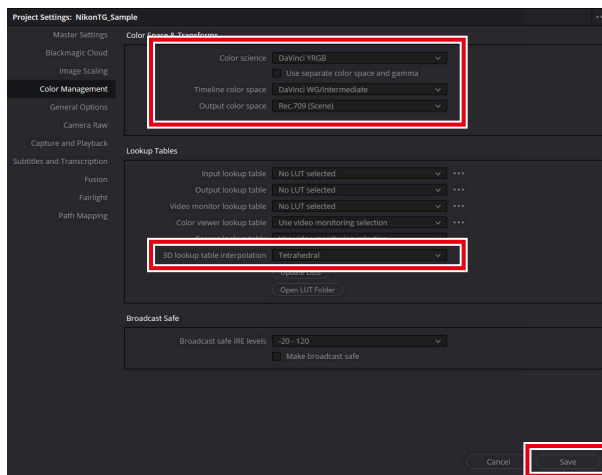 Project Settings: NikonTG_Sample
Master Settings
Color Space & Transforms
Blackmagic Cloud
Color science DaVinci YRGB
Image Scaling
Use separate color space and gamma
Color Management
Timeline color space DaVinci WG/Intermediate
General Options
Output color space Rec.709 (Scene)
Camera Raw
Capture and Playback
Lookup Tables
Subtitles and Transcription
Input lookup table No LUT selected
Fusion
Output lookup table No LUT selected
Fairlight
Video monitor lookup table No LUT selected
Path Mapping
Color viewer lookup table Use video monitoring selection
3D lookup table interpolation Tetrahedral
Open LUT Folder
Broadcast Safe
Broadcast safe IRE levels -20 - 120
Make broadcast safe
Cancel Save